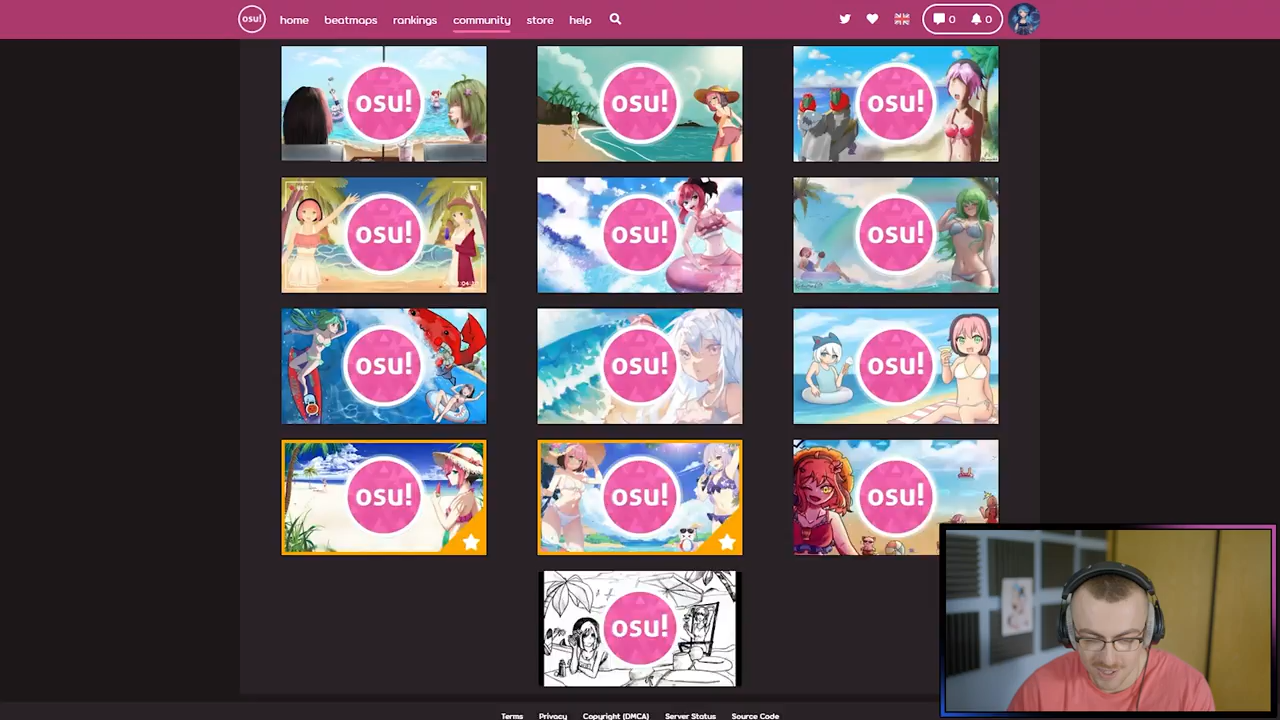 osu! home beatmaps rankings community store help 0 0
osu! osu! osu!
REC
osu! osu! osu!
osu! osu! osu!
osu! osu! osu!
osu!
Terms Privacy Copyright (DMCA) Server Status Source Code